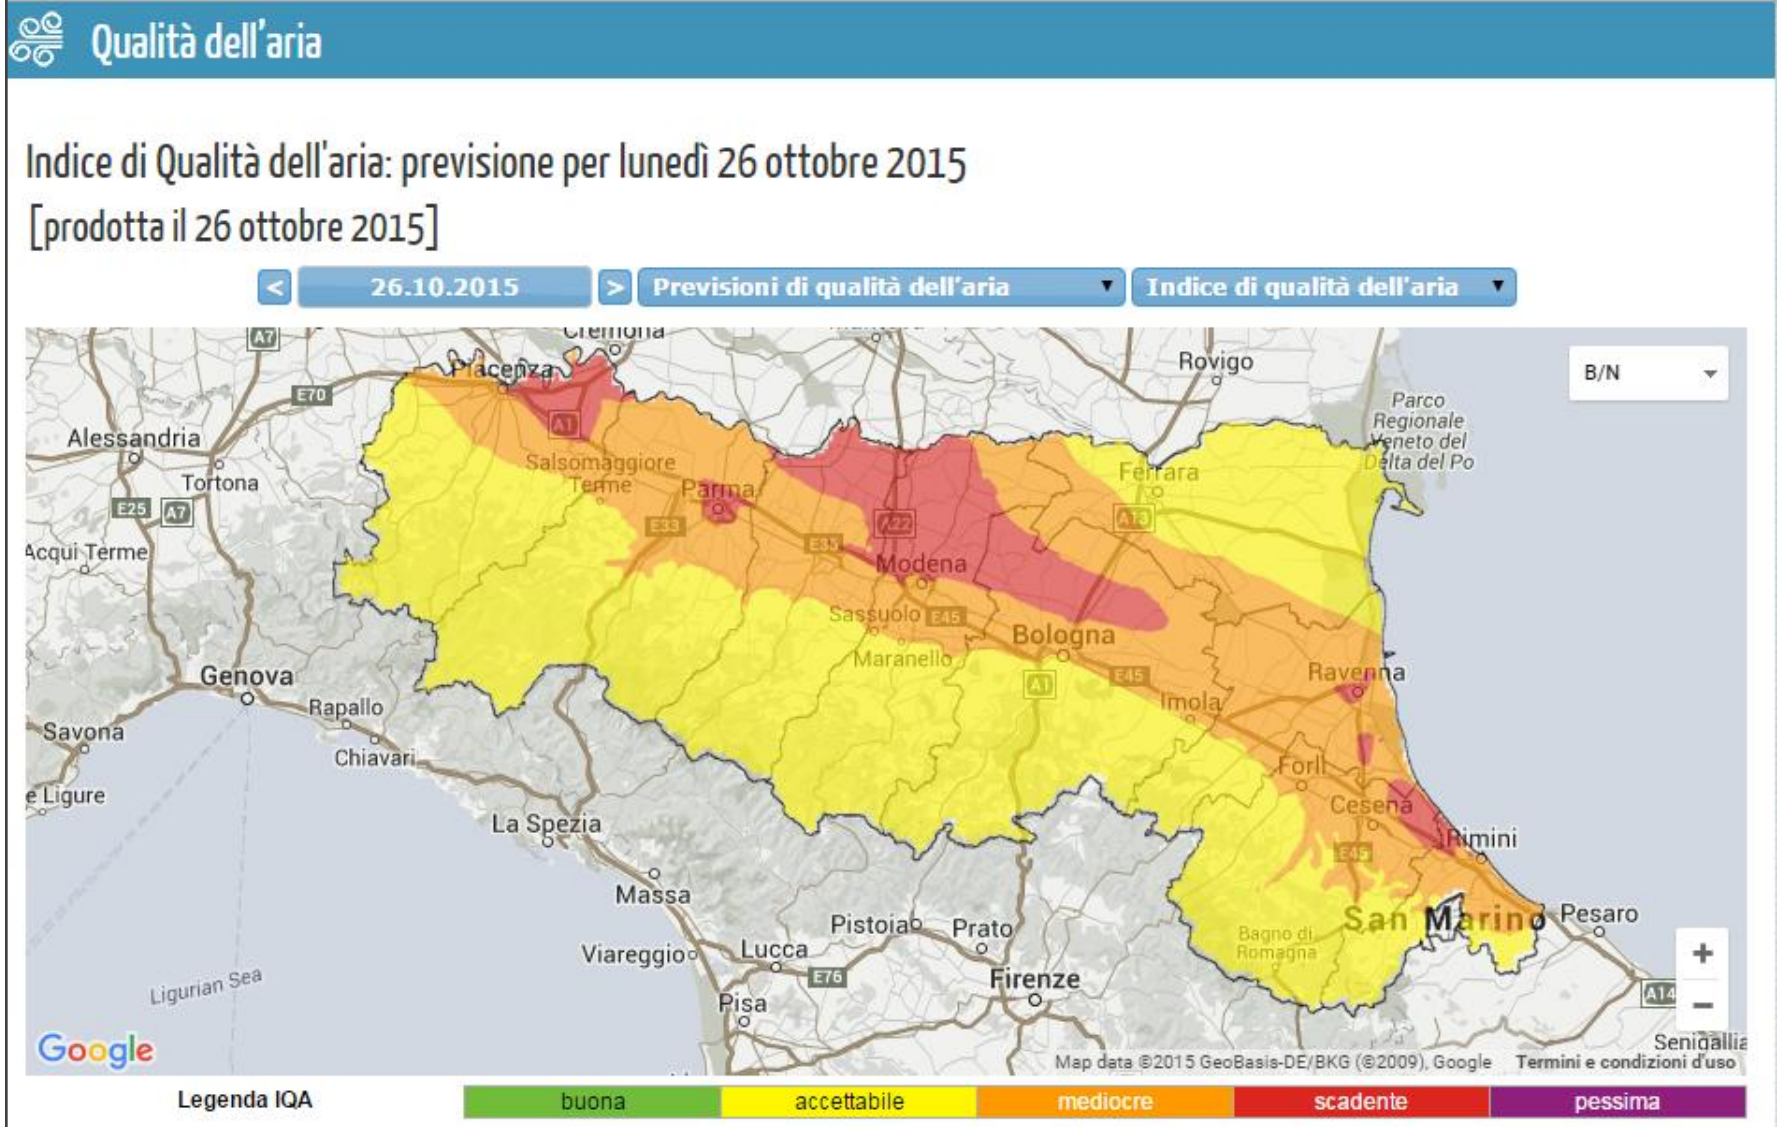 Qualità dell'aria
Indice di Qualità dell'aria: previsione per lunedì 26 ottobre 2015
[prodotta il 26 ottobre 2015]
< 26.10.2015 > Previsioni di qualità dell'aria Indice di qualità dell'aria
Cremona
A7
Rovigo
B/N
Piacenza
E70
Parco
Regionale
Veneto del
Delta del Po
A1
Alessandria
Salsomaggiore
Terme
Ferrara
Tortona
Parma
E25
A7
E33
A22
A13
E35
Acqui Terme
Modena
Sassuolo
E45
Bologna
Maranello
Genova
A1
E45
Ravenna
Rapallo
Imola
Savona
Chiavari
Forlì
e Ligure
Cesena
La Spezia
Rimini
E45
Massa
Pistoia
Prato
San Marino
Pesaro
Bagno di
Romagna
Viareggio
Lucca
E76
Firenze
+
Ligurian Sea
Pisa
A14
−
Senigallia
Google
Map data ©2015 GeoBasis-DE/BKG (©2009), Google Termini e condizioni d'uso
Legenda IQA buona accettabile mediocre scadente pessima